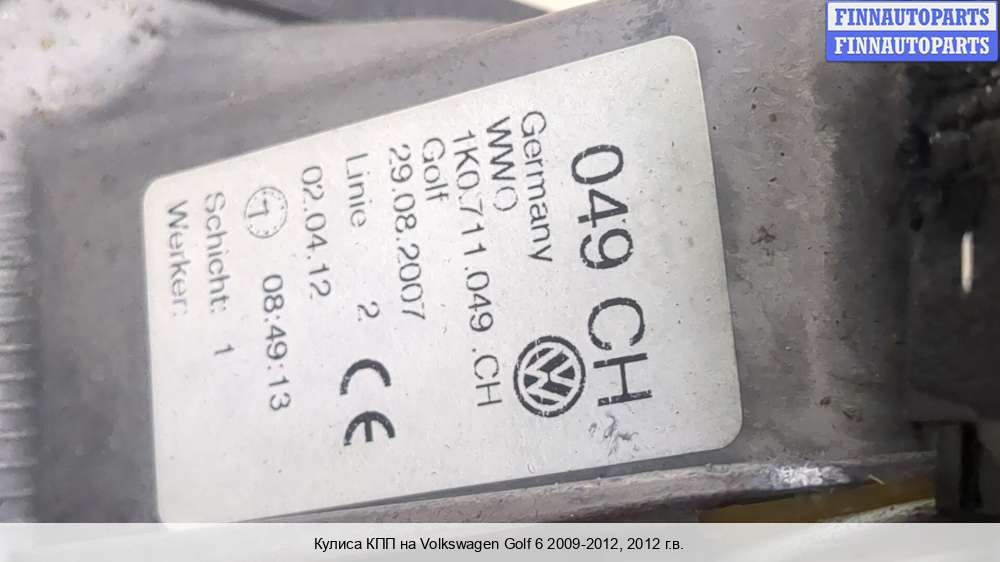 FINNAUTOPARTS
FINNAUTOPARTS
049 CH
Germany
WWO
1K0.711.049 .CH
Golf
29.08.2007
Linie 2
02.04.12
08:49:13
Schicht: 1
Werker:
CE
Кулиса КПП на Volkswagen Golf 6 2009-2012, 2012 г.в.